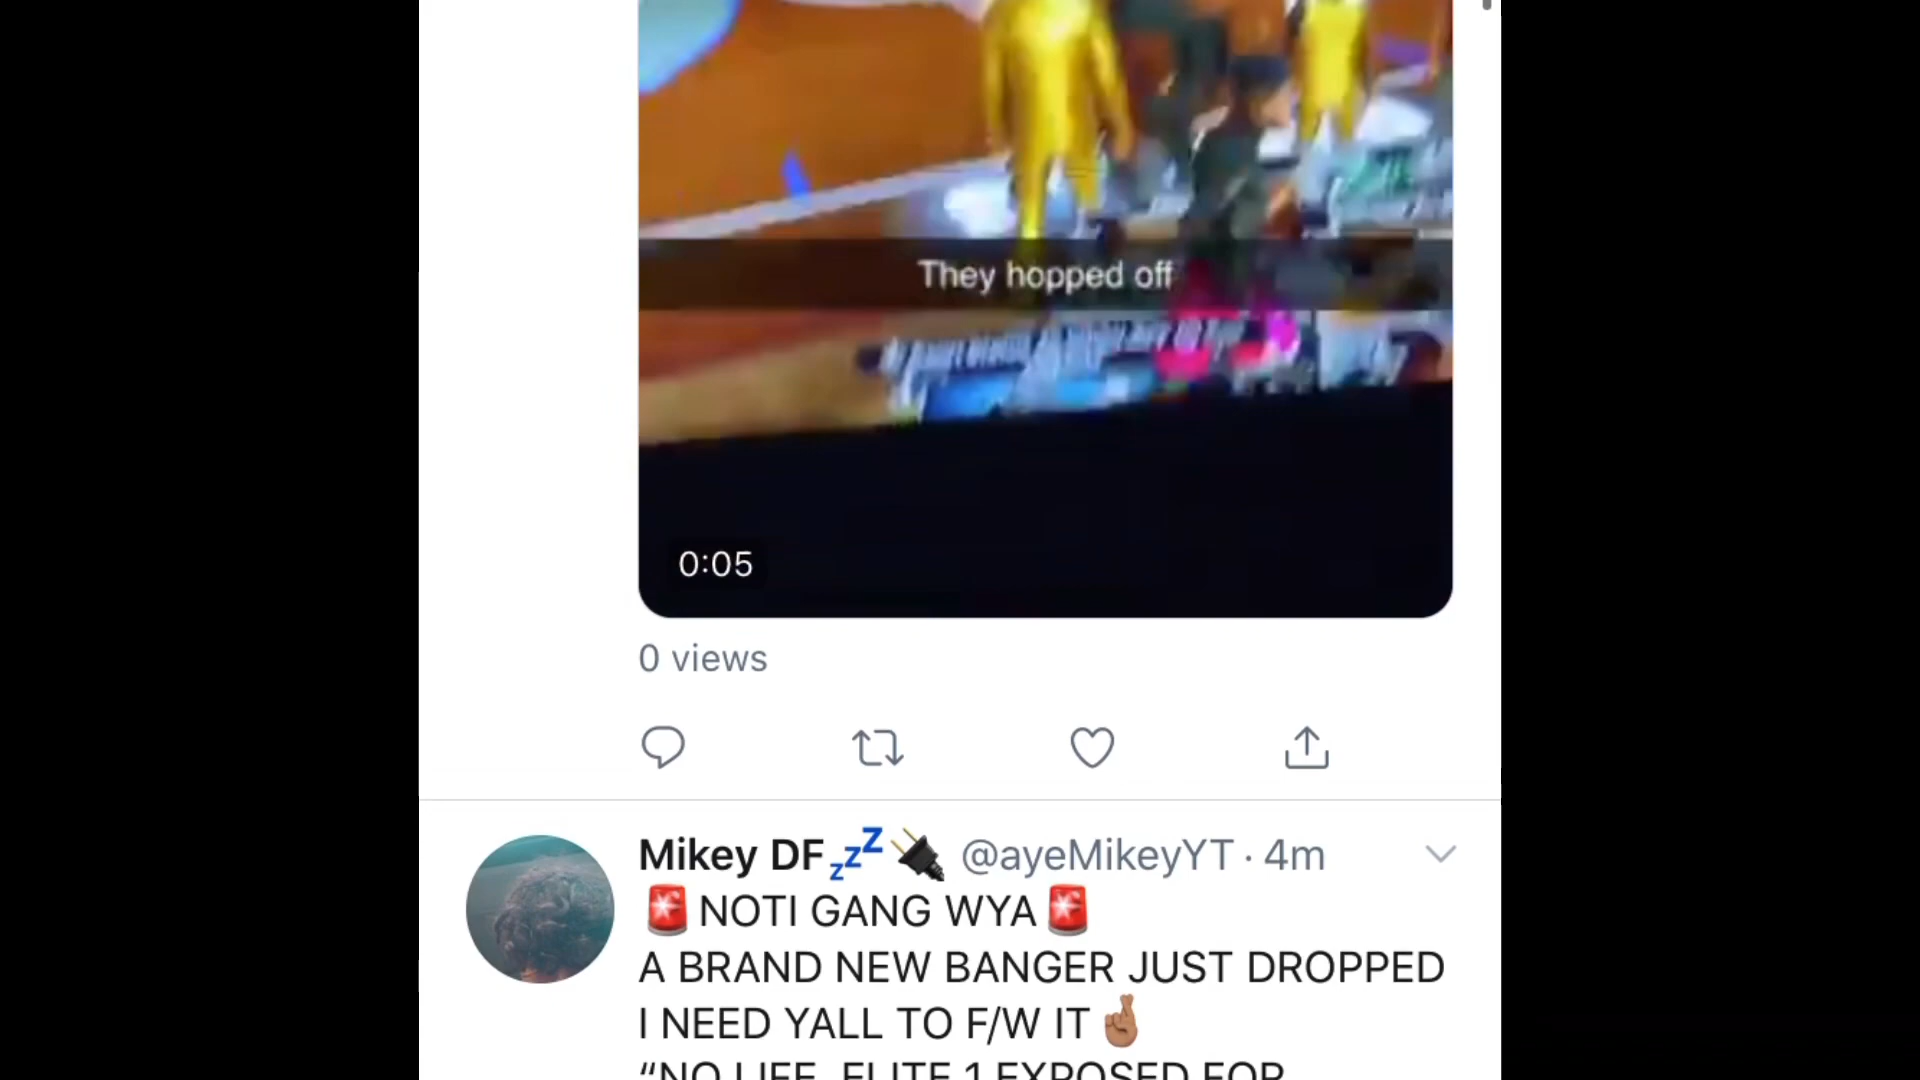 They hopped off
0:05
0 views
Mikey DF💤🔌 @ayeMikeyYT · 4m
🚨NOTI GANG WYA🚨
A BRAND NEW BANGER JUST DROPPED
I NEED YALL TO F/W IT🤞🏽
“NO LIFE ELITE 1 EXPOSED FOR